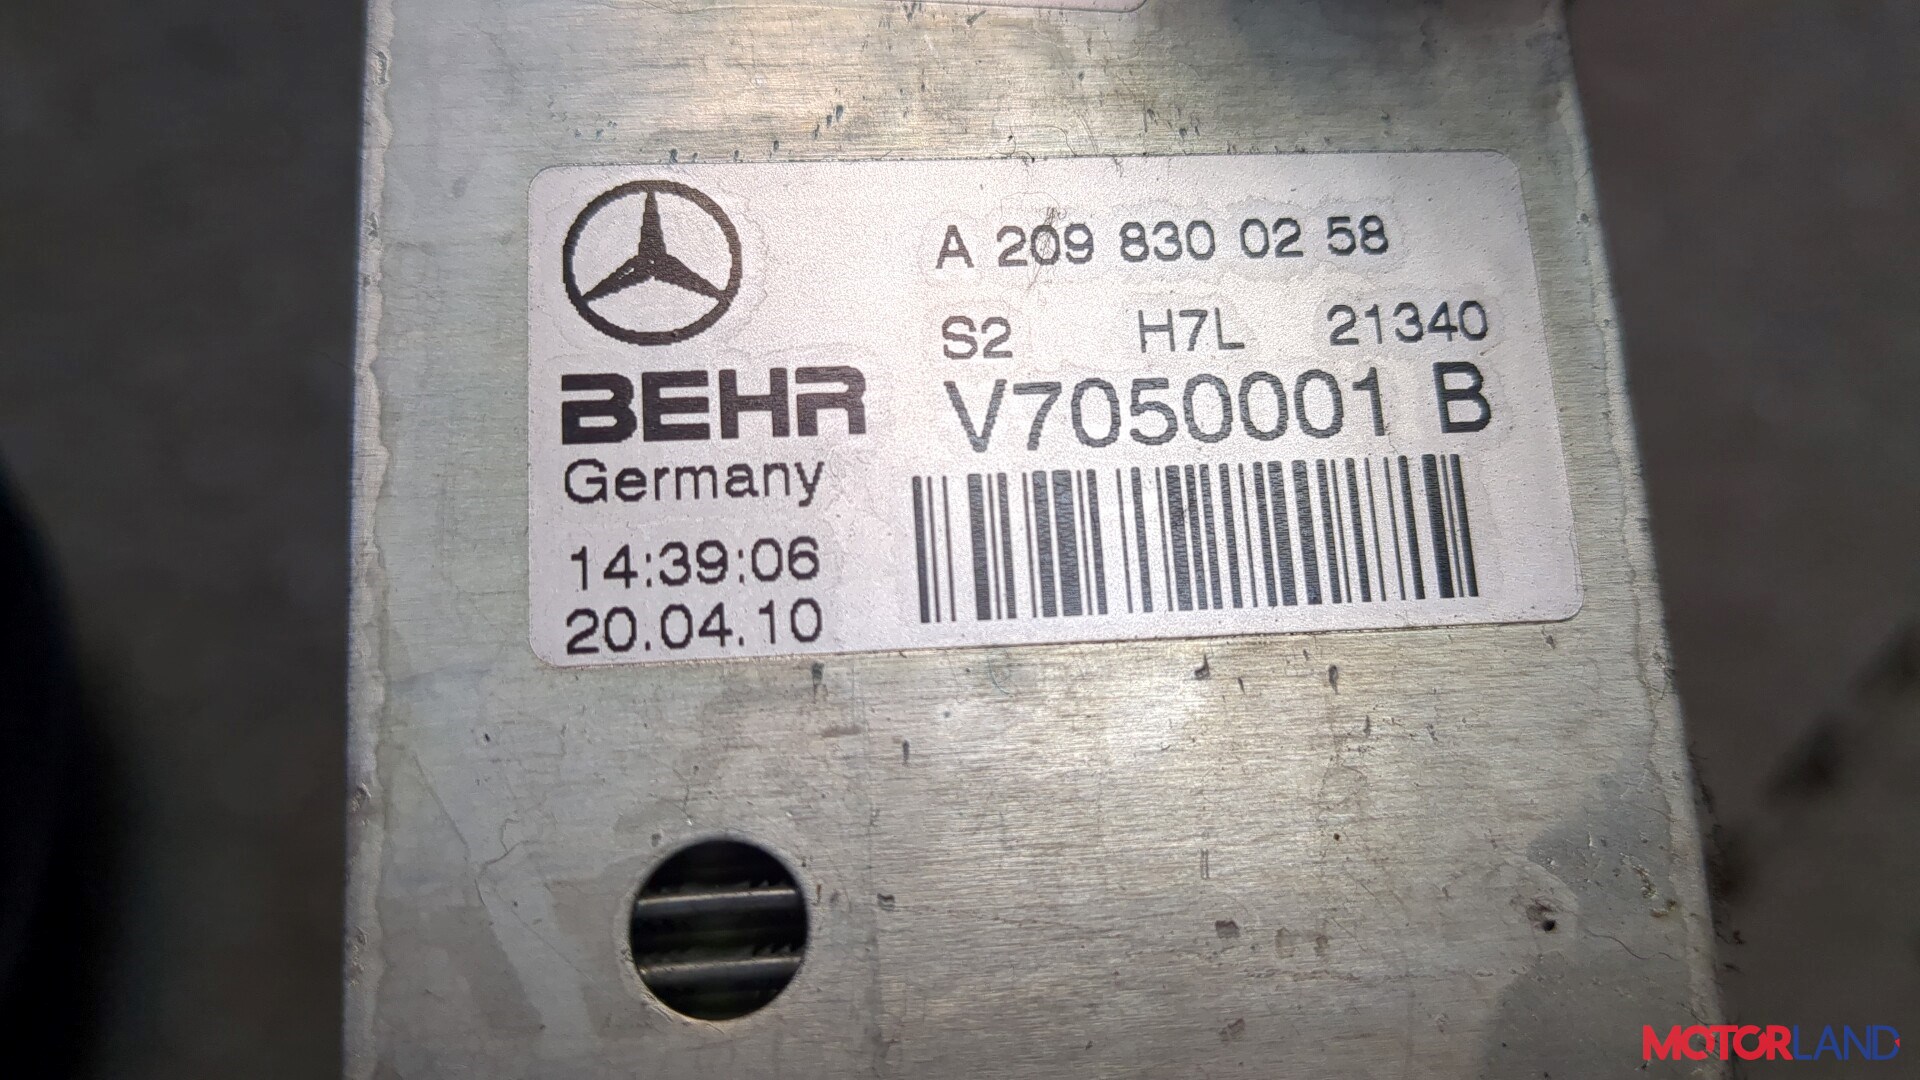 A 209 830 02 58
S2 H7L 21340
BEHR
V7050001 B
Germany
14:39:06
20.04.10
MOTORLAND